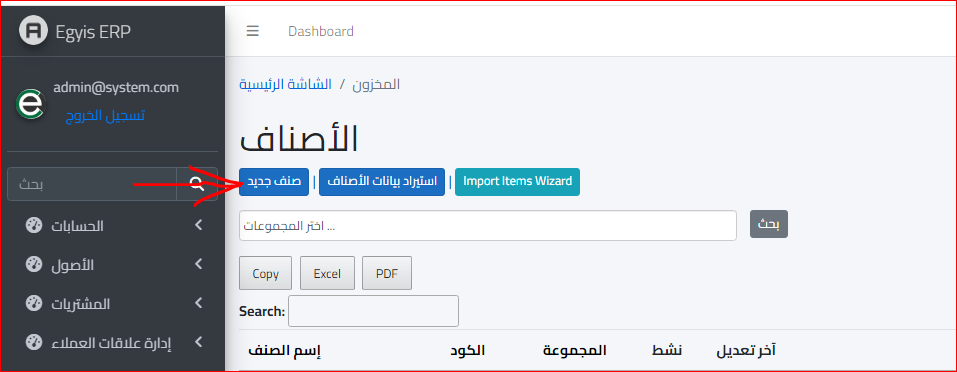 Egyis ERP
admin@system.com
تسجيل الخروج
بحث
الحسابات
الأصول
المشتريات
إدارة علاقات العملاء
Dashboard
الشاشة الرئيسية / المخزون
الأصناف
صنف جديد | استيراد بيانات الأصناف | Import Items Wizard
اختر المجموعات ... بحث
Copy Excel PDF
Search:
إسم الصنف الكود المجموعة نشط آخر تعديل